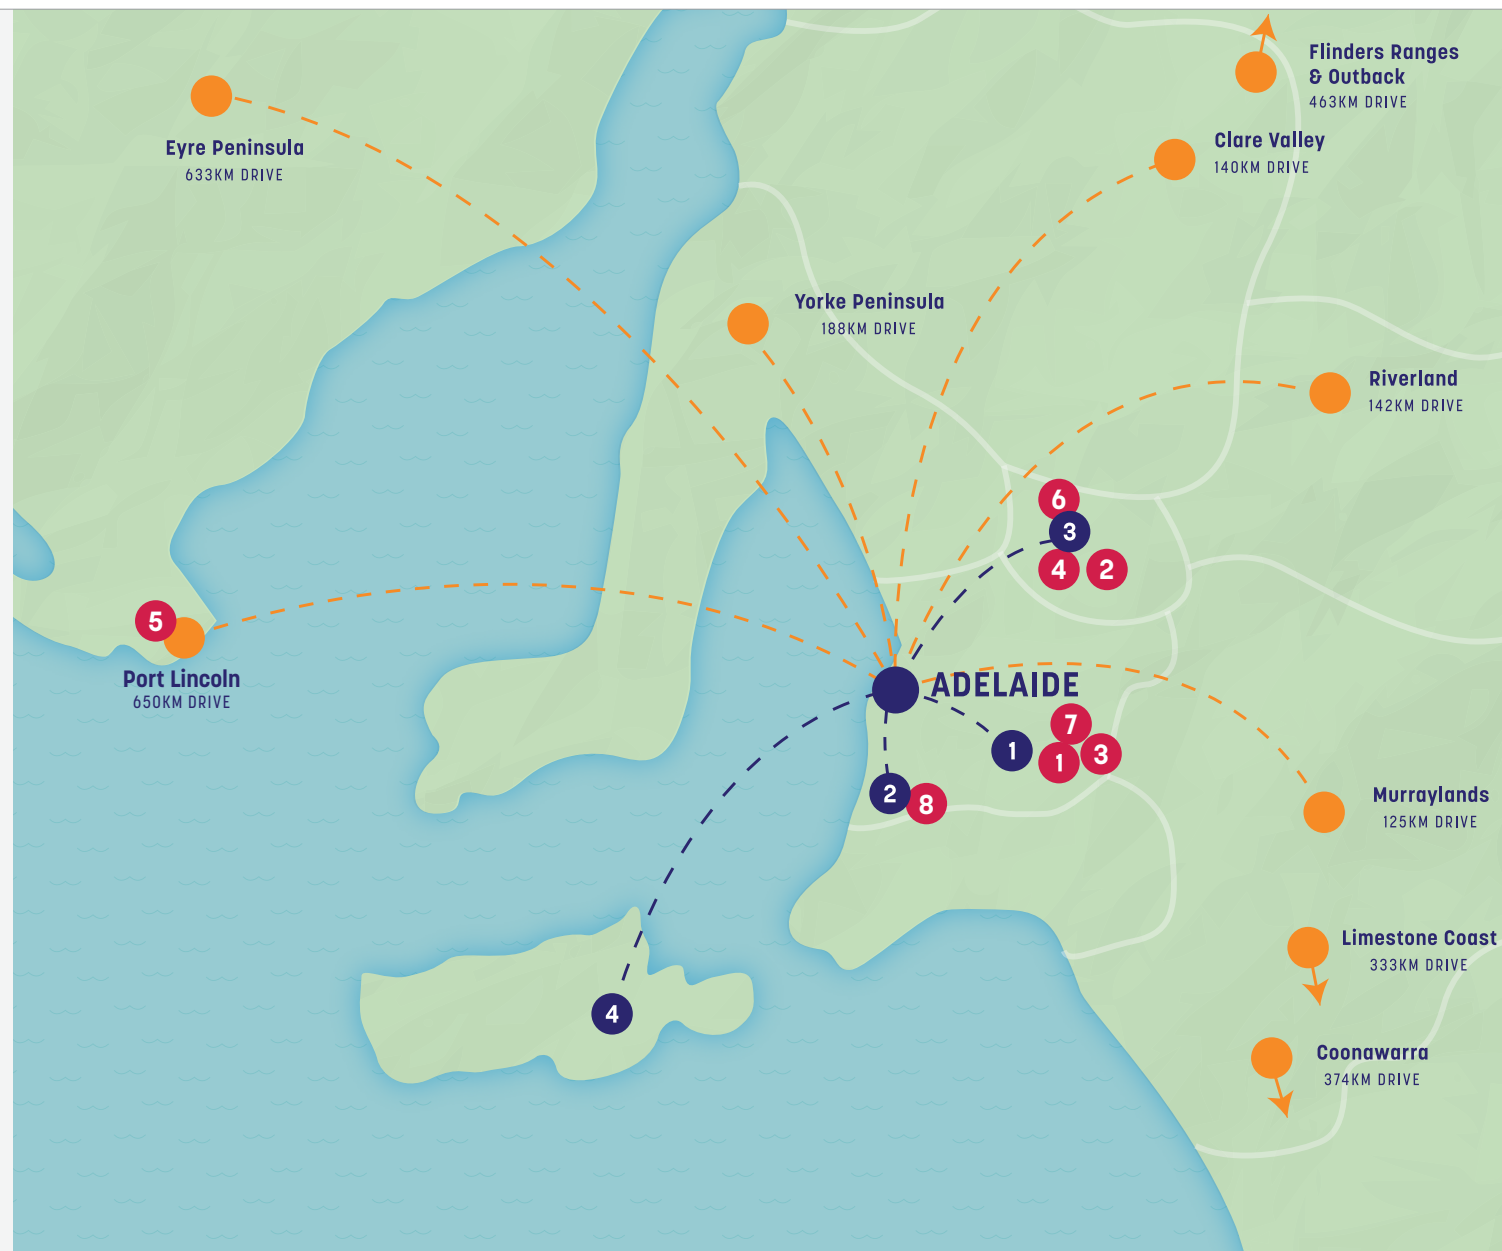 Flinders Ranges
& Outback
463KM DRIVE
Clare Valley
140KM DRIVE
Eyre Peninsula
633KM DRIVE
Yorke Peninsula
188KM DRIVE
Riverland
142KM DRIVE
6
3
4
2
5
Port Lincoln
650KM DRIVE
ADELAIDE
7
1
1
3
2
8
Murraylands
125KM DRIVE
Limestone Coast
333KM DRIVE
4
Coonawarra
374KM DRIVE